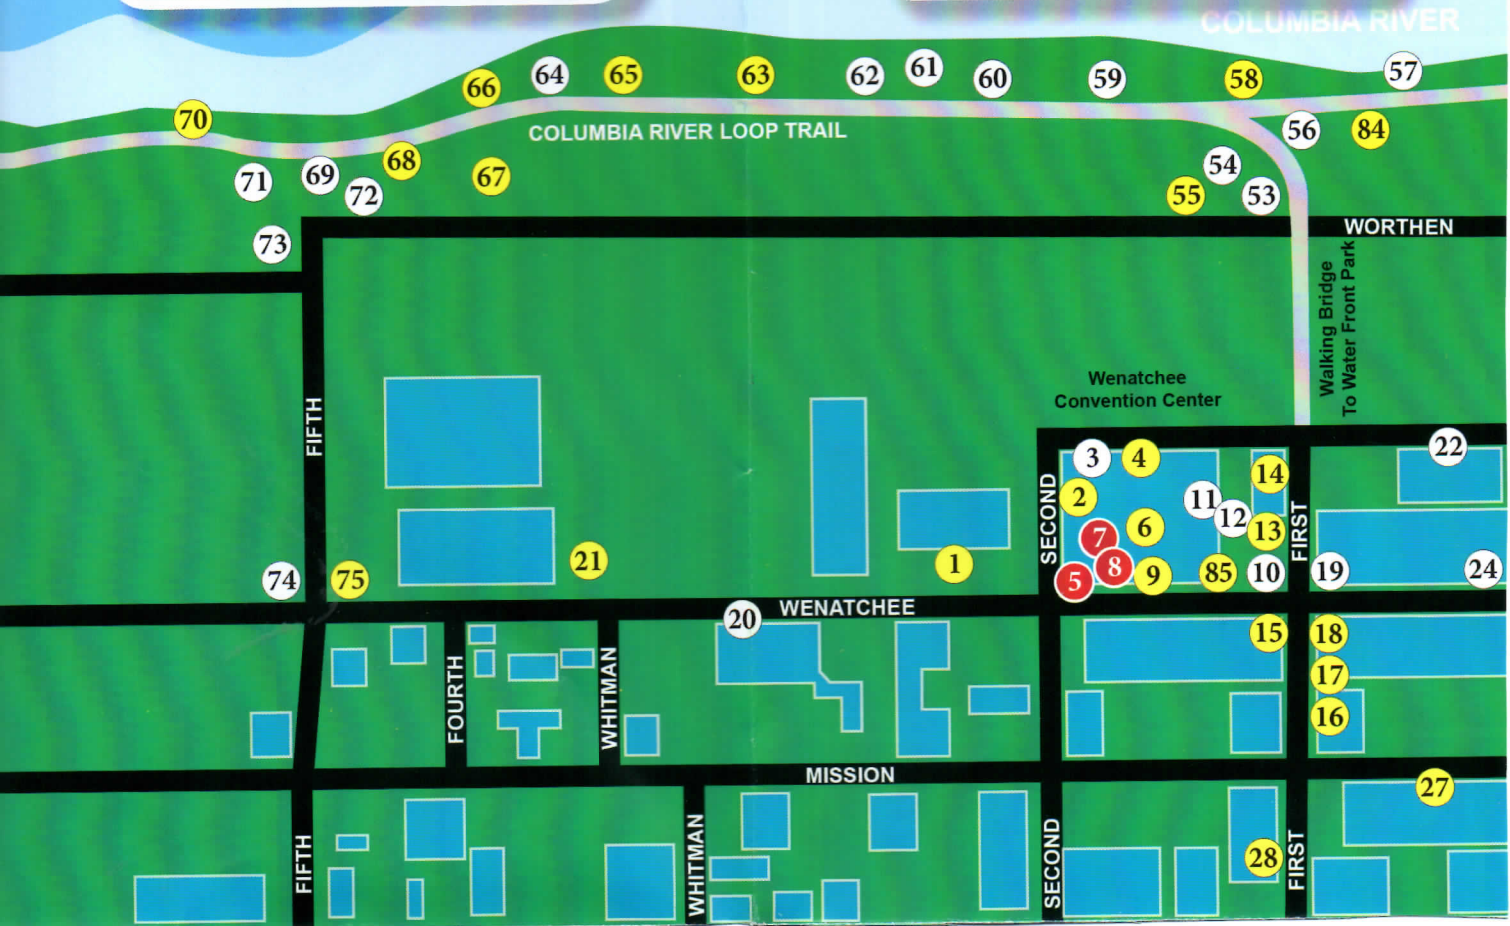 COLUMBIA RIVER
57
61
64
65
63
62
60
59
58
66
70
56
84
COLUMBIA RIVER LOOP TRAIL
68
54
67
71
69
72
55
53
WORTHEN
73
Walking Bridge
To Water Front Park
Wenatchee
Convention Center
FIFTH
22
3
4
14
2
11
SECOND
12
13
FIRST
6
7
21
1
8
5
9
85
10
19
24
74
75
WENATCHEE
20
15
18
17
16
FOURTH
WHITMAN
MISSION
27
FIFTH
WHITMAN
SECOND
FIRST
28